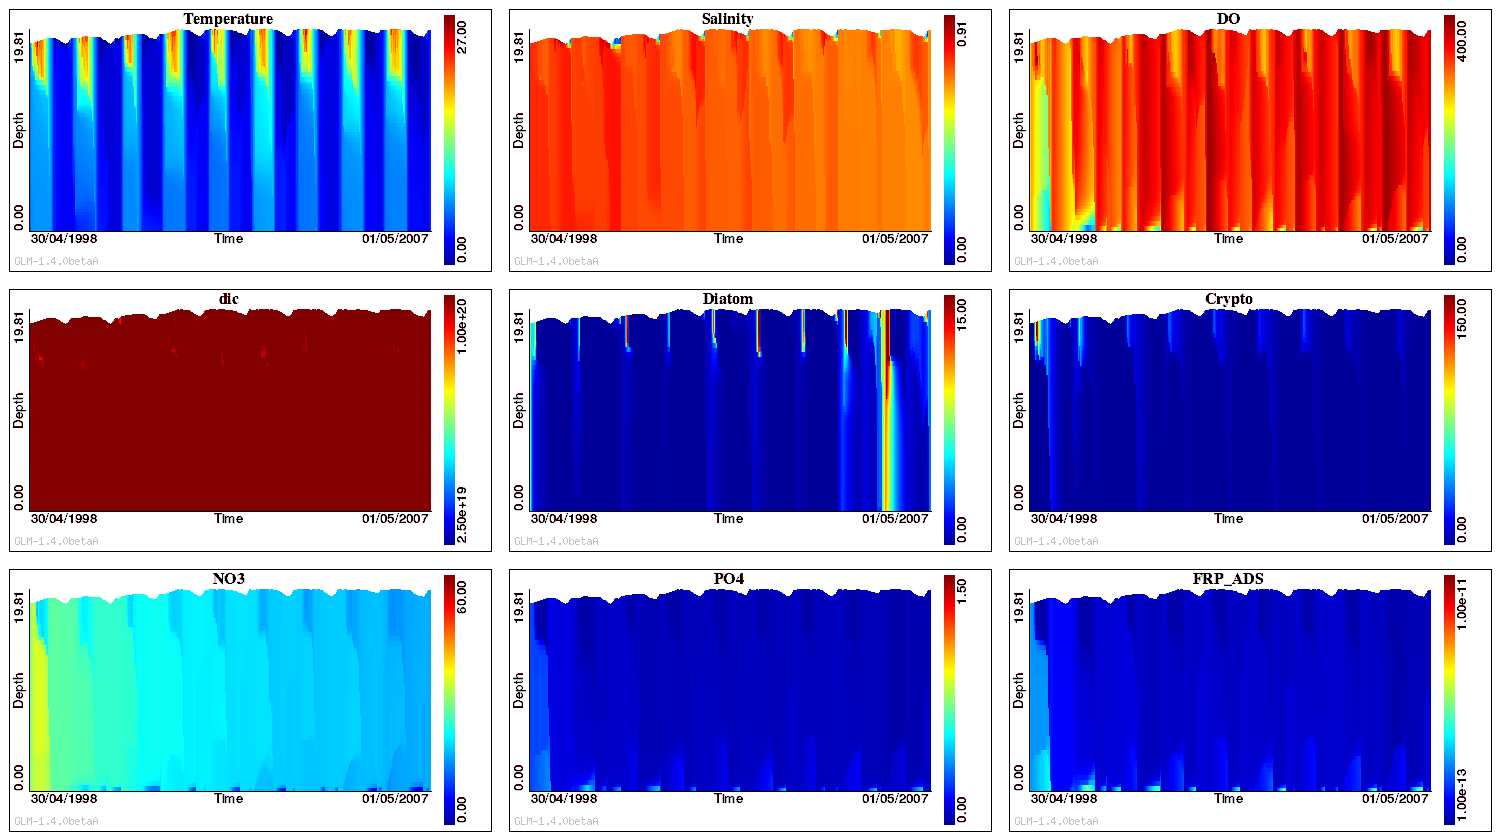 Temperature
19.81
Depth
0.00
30/04/1998
Time
01/05/2007
27.00
0.00
GLM-1.4.0betaA
Salinity
19.81
Depth
0.00
30/04/1998
Time
01/05/2007
0.91
0.00
GLM-1.4.0betaA
DO
19.81
Depth
0.00
30/04/1998
Time
01/05/2007
400.00
0.00
GLM-1.4.0betaA
dic
19.81
Depth
0.00
30/04/1998
Time
01/05/2007
1.00e+20
2.50e+19
GLM-1.4.0betaA
Diatom
19.81
Depth
0.00
30/04/1998
Time
01/05/2007
15.00
0.00
GLM-1.4.0betaA
Crypto
19.81
Depth
0.00
30/04/1998
Time
01/05/2007
150.00
0.00
GLM-1.4.0betaA
NO3
19.81
Depth
0.00
30/04/1998
Time
01/05/2007
60.00
0.00
GLM-1.4.0betaA
PO4
19.81
Depth
0.00
30/04/1998
Time
01/05/2007
1.50
0.00
GLM-1.4.0betaA
FRP_ADS
19.81
Depth
0.00
30/04/1998
Time
01/05/2007
1.00e-11
1.00e-13
GLM-1.4.0betaA